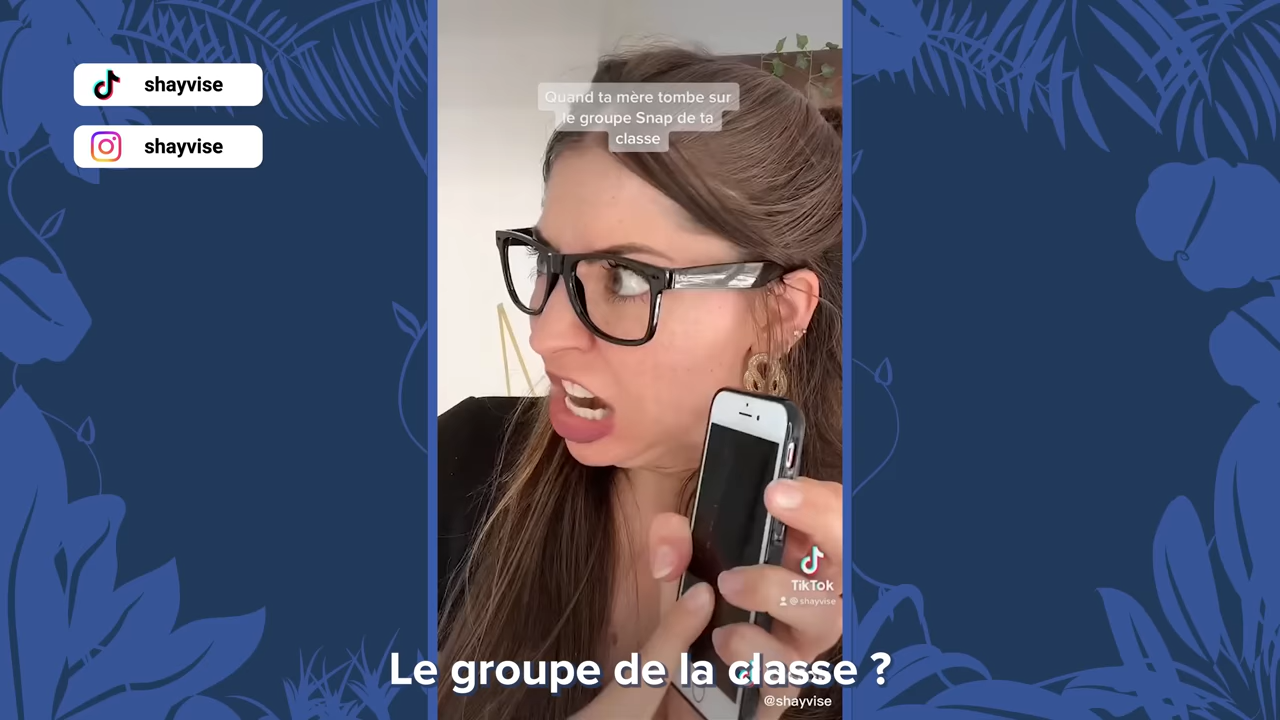 shayvise
shayvise
Quand ta mère tombe sur
le groupe Snap de ta
classe
TikTok
@shayvise
Le groupe de la classe ?
@shayvise